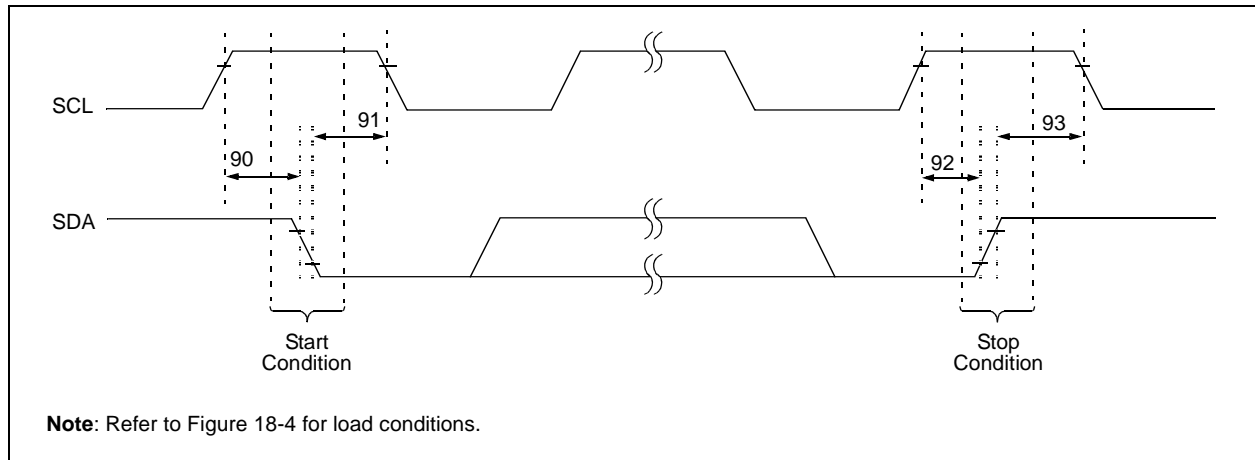 SCL
91
93
90
92
SDA
Start
Condition
Stop
Condition
Note: Refer to Figure 18-4 for load conditions.